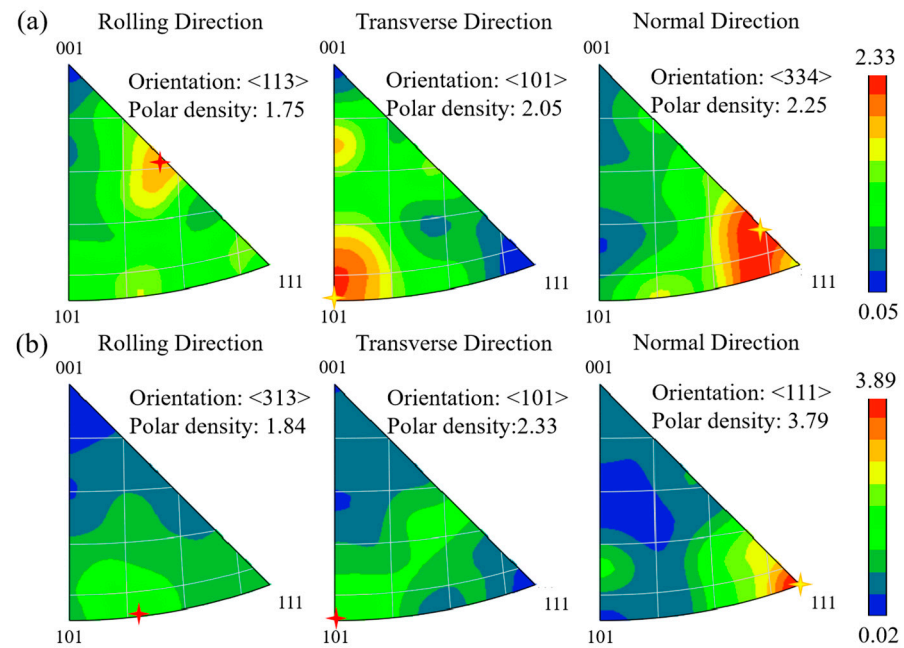 (a) Rolling Direction Transverse Direction Normal Direction
001 001 001 2.33
Orientation: <113> Orientation: <101> Orientation: <334>
Polar density: 1.75 Polar density: 2.05 Polar density: 2.25
111 111 111
101 101 101 0.05
(b) Rolling Direction Transverse Direction Normal Direction
001 001 001 3.89
Orientation: <313> Orientation: <101> Orientation: <111>
Polar density: 1.84 Polar density:2.33 Polar density: 3.79
111 111 111
101 101 101 0.02